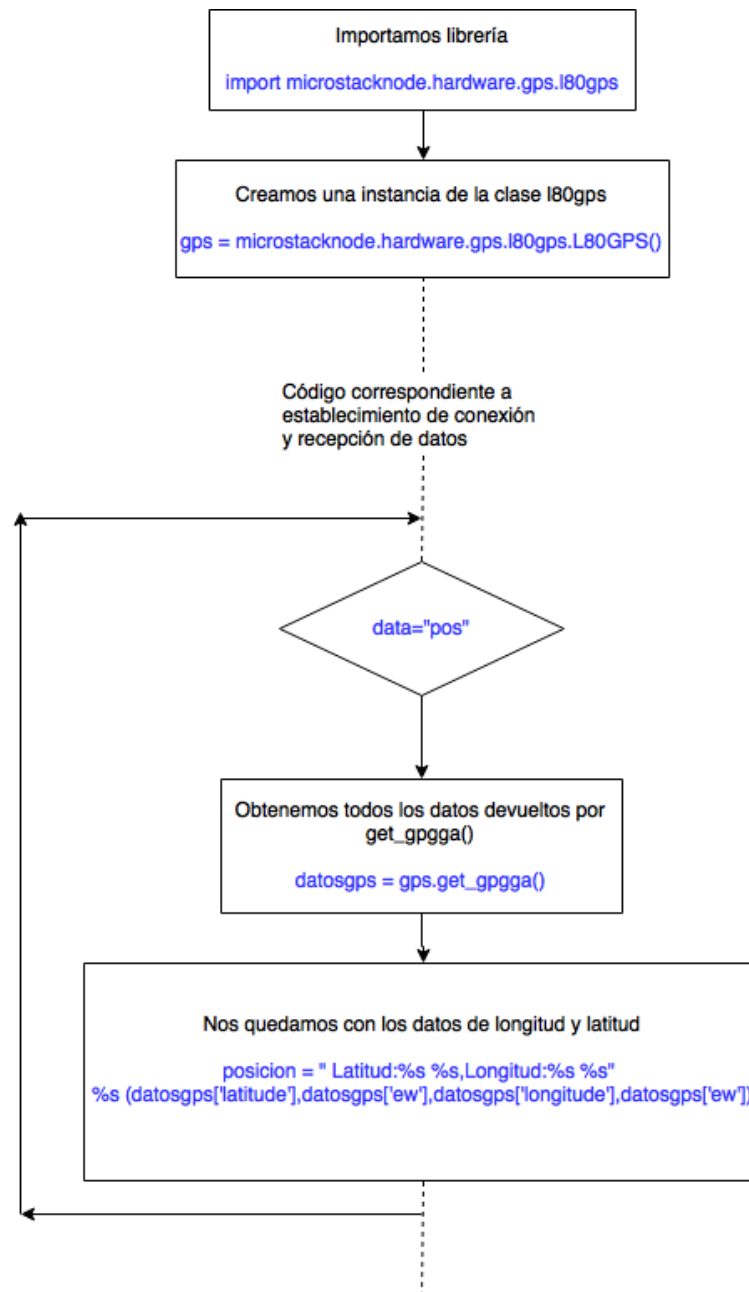 Importamos librería
import microstacknode.hardware.gps.l80gps
Creamos una instancia de la clase l80gps
gps = microstacknode.hardware.gps.l80gps.L80GPS()
Código correspondiente a
establecimiento de conexión
y recepción de datos
data="pos"
Obtenemos todos los datos devueltos por
get_gpgga()
datosgps = gps.get_gpgga()
Nos quedamos con los datos de longitud y latitud
posicion = " Latitud:%s %s,Longitud:%s %s"
%s (datosgps['latitude'],datosgps['ew'],datosgps['longitude'],datosgps['ew'])